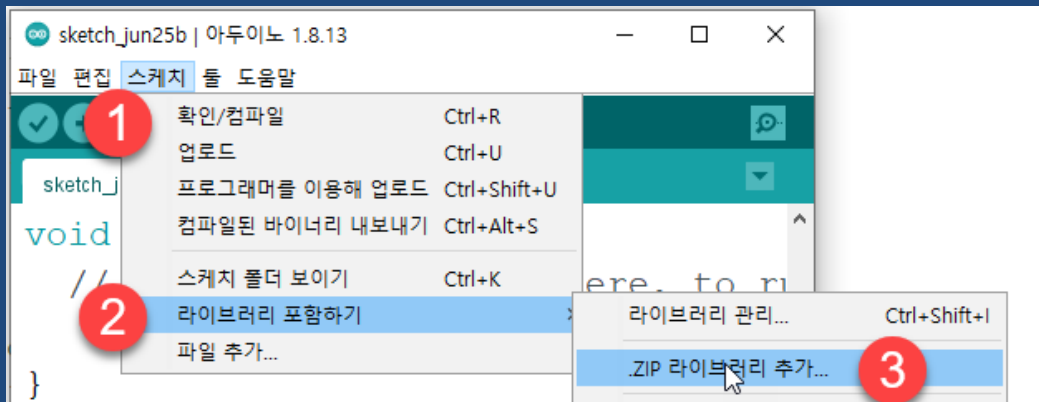 sketch_jun25b | 아두이노 1.8.13
파일 편집 스케치 툴 도움말
1
확인/컴파일 Ctrl+R
업로드 Ctrl+U
sketch_j
프로그래머를 이용해 업로드 Ctrl+Shift+U
컴파일된 바이너리 내보내기 Ctrl+Alt+S
void
스케치 폴더 보이기 Ctrl+K
// ere, to ru
2
라이브러리 포함하기
라이브러리 관리... Ctrl+Shift+I
파일 추가...
.ZIP 라이브러리 추가...
3
}